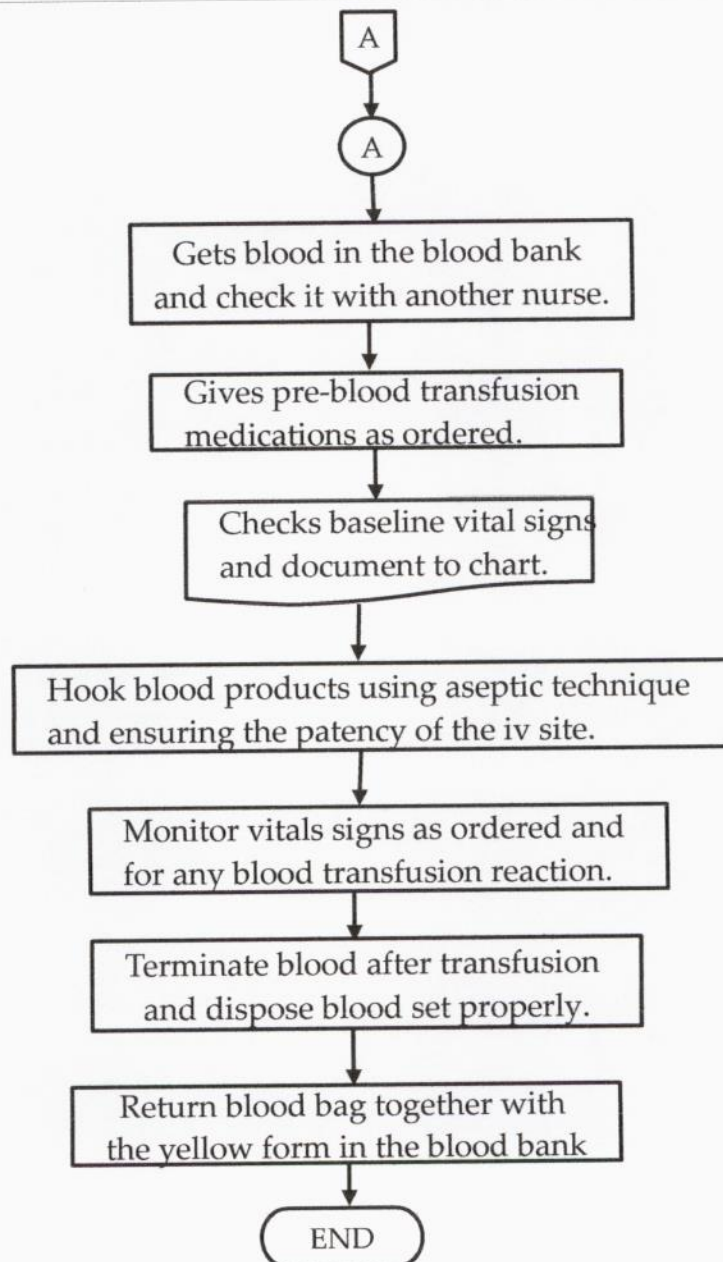 A
A
Gets blood in the blood bank
and check it with another nurse.
Gives pre-blood transfusion
medications as ordered.
Checks baseline vital signs
and document to chart.
Hook blood products using aseptic technique
and ensuring the patency of the iv site.
Monitor vitals signs as ordered and
for any blood transfusion reaction.
Terminate blood after transfusion
and dispose blood set properly.
Return blood bag together with
the yellow form in the blood bank
END